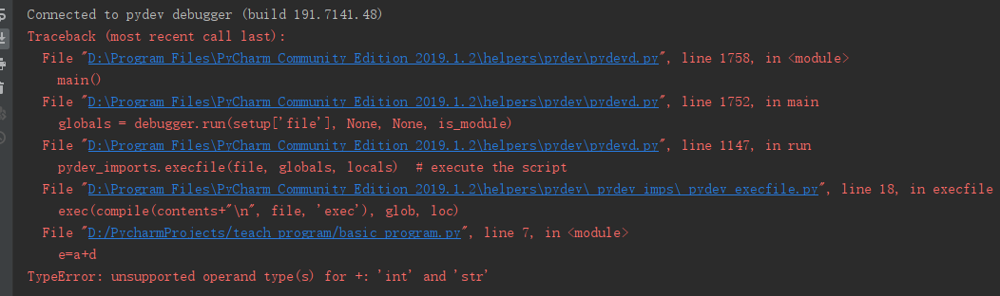 Connected to pydev debugger (build 191.7141.48)
Traceback (most recent call last):
  File "D:\Program Files\PyCharm Community Edition 2019.1.2\helpers\pydev\pydevd.py", line 1758, in <module>
    main()
  File "D:\Program Files\PyCharm Community Edition 2019.1.2\helpers\pydev\pydevd.py", line 1752, in main
    globals = debugger.run(setup['file'], None, None, is_module)
  File "D:\Program Files\PyCharm Community Edition 2019.1.2\helpers\pydev\pydevd.py", line 1147, in run
    pydev_imports.execfile(file, globals, locals)  # execute the script
  File "D:\Program Files\PyCharm Community Edition 2019.1.2\helpers\pydev\_pydev_imps\_pydev_execfile.py", line 18, in execfile
    exec(compile(contents+"\n", file, 'exec'), glob, loc)
  File "D:/PycharmProjects/teach_program/basic_program.py", line 7, in <module>
    e=a+d
TypeError: unsupported operand type(s) for +: 'int' and 'str'